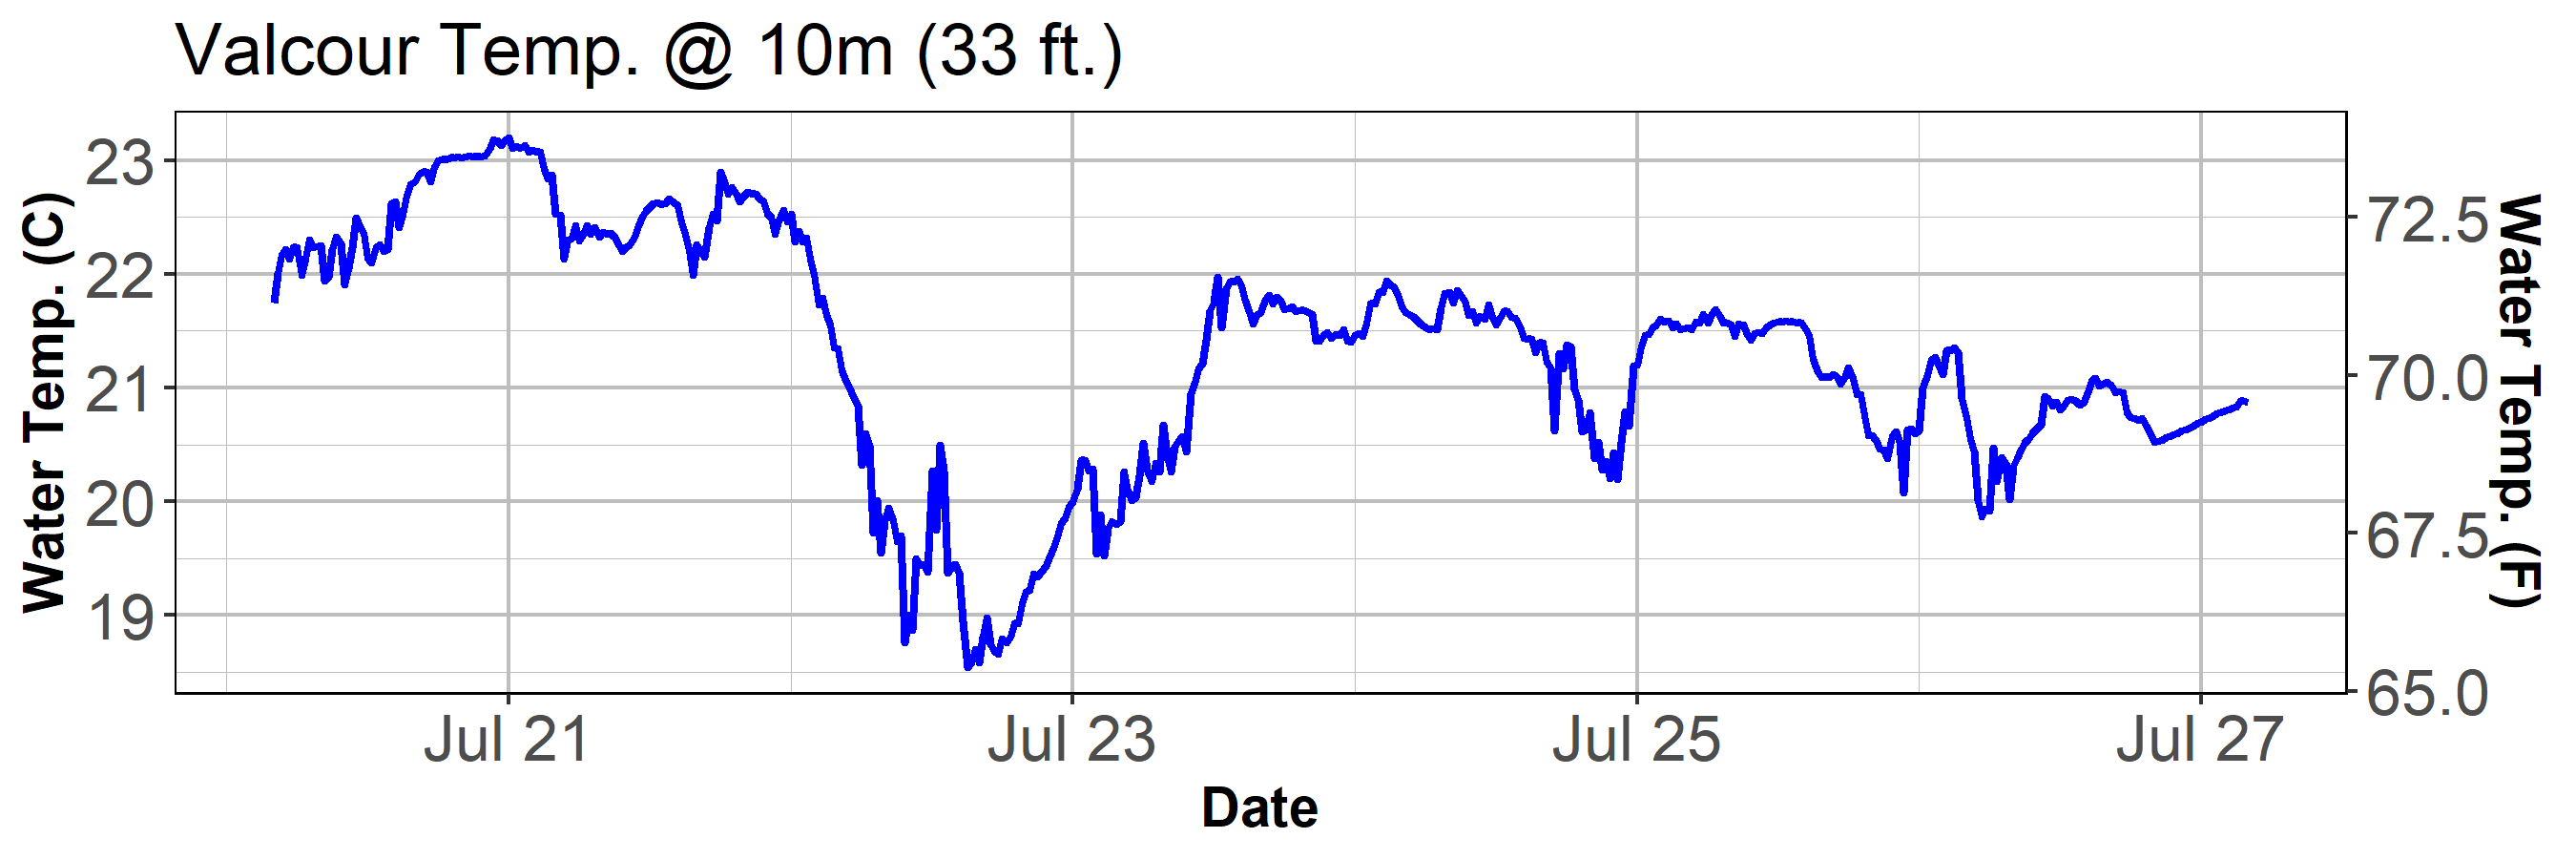 Valcour Temp. @ 10m (33 ft.)
Water Temp. (C)
23
22
21
20
19
72.5
70.0
67.5
65.0
Water Temp. (F)
Jul 21
Jul 23
Jul 25
Jul 27
Date